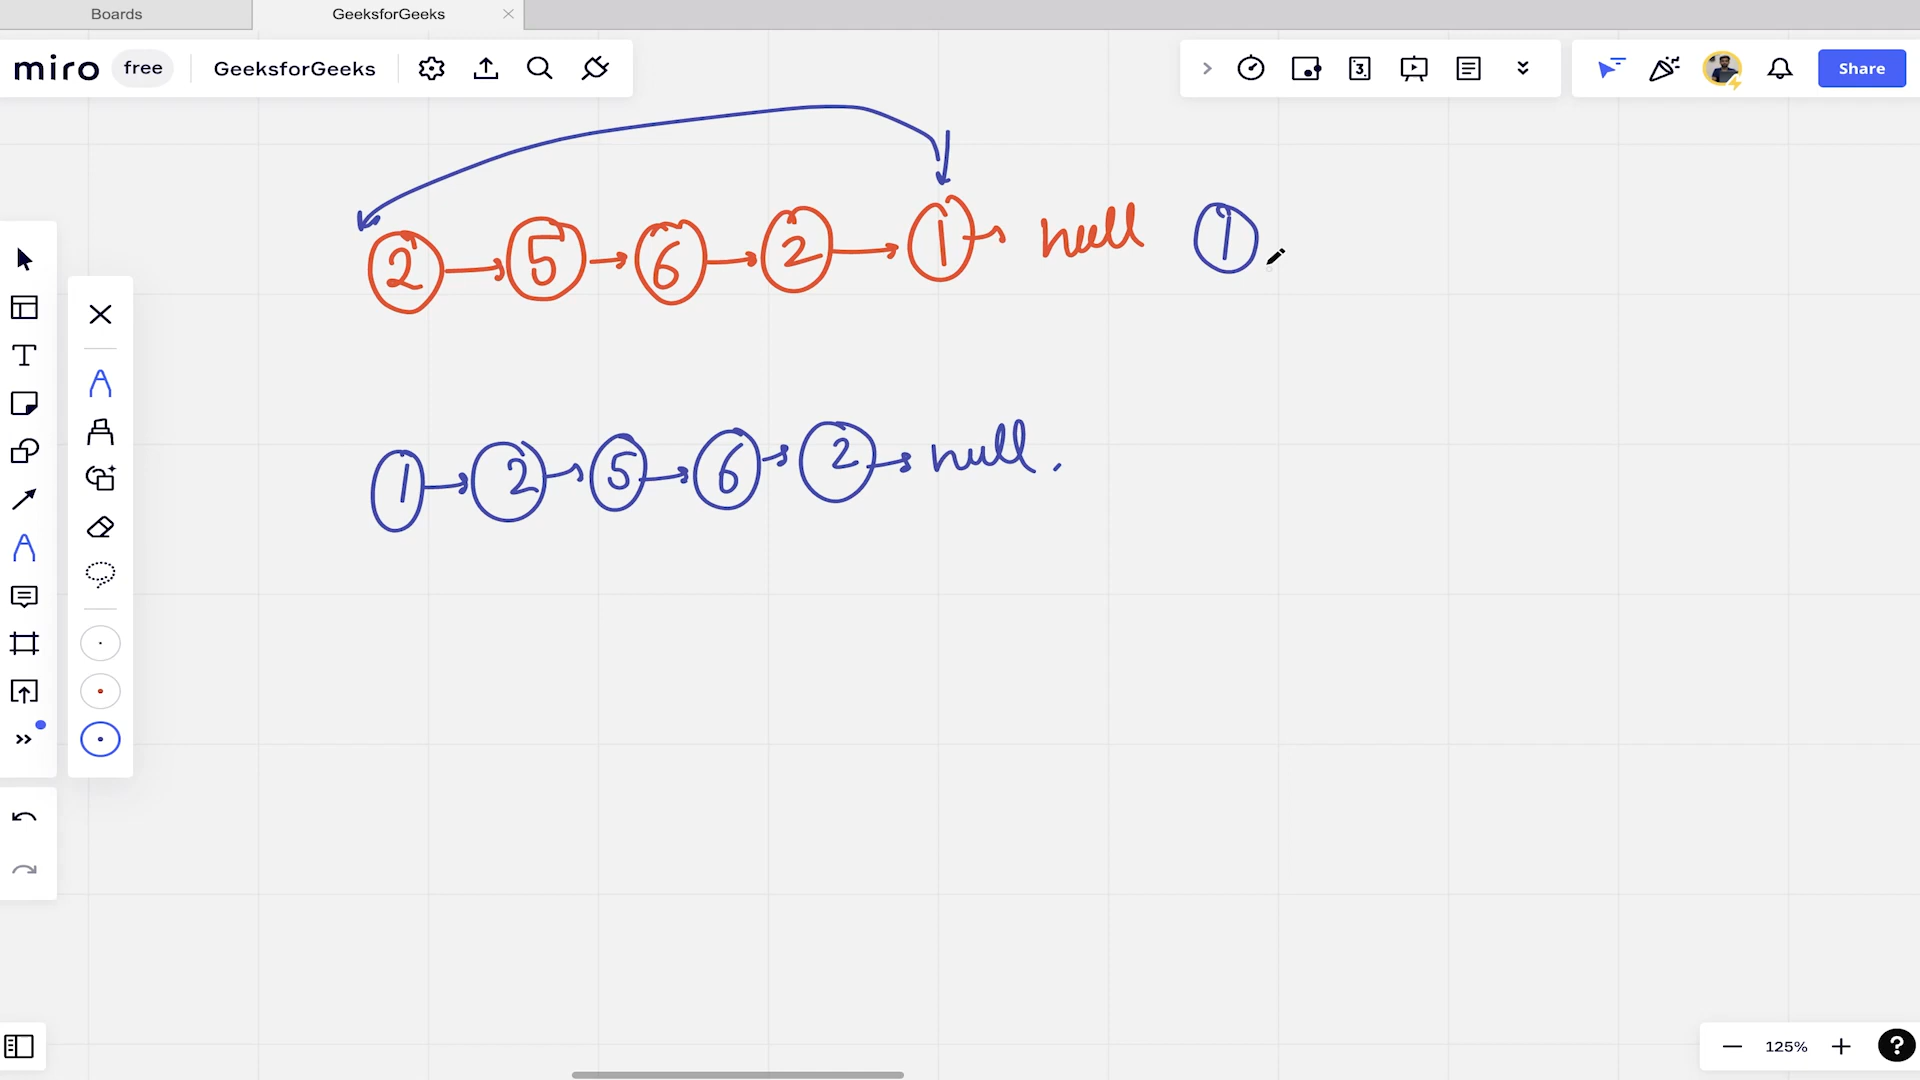 Boards GeeksforGeeks
miro free GeeksforGeeks 3 Share
2 → 5 → 6 → 2 → 1 → null 1
1 → 2 → 5 → 6 → 2 → null.
125% ?